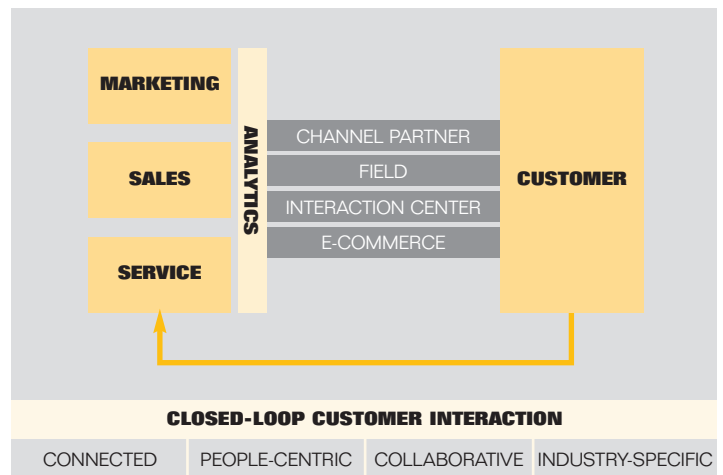 MARKETING
SALES
SERVICE
ANALYTICS
CHANNEL PARTNER
FIELD
INTERACTION CENTER
E-COMMERCE
CUSTOMER
CLOSED-LOOP CUSTOMER INTERACTION
CONNECTED
PEOPLE-CENTRIC
COLLABORATIVE
INDUSTRY-SPECIFIC